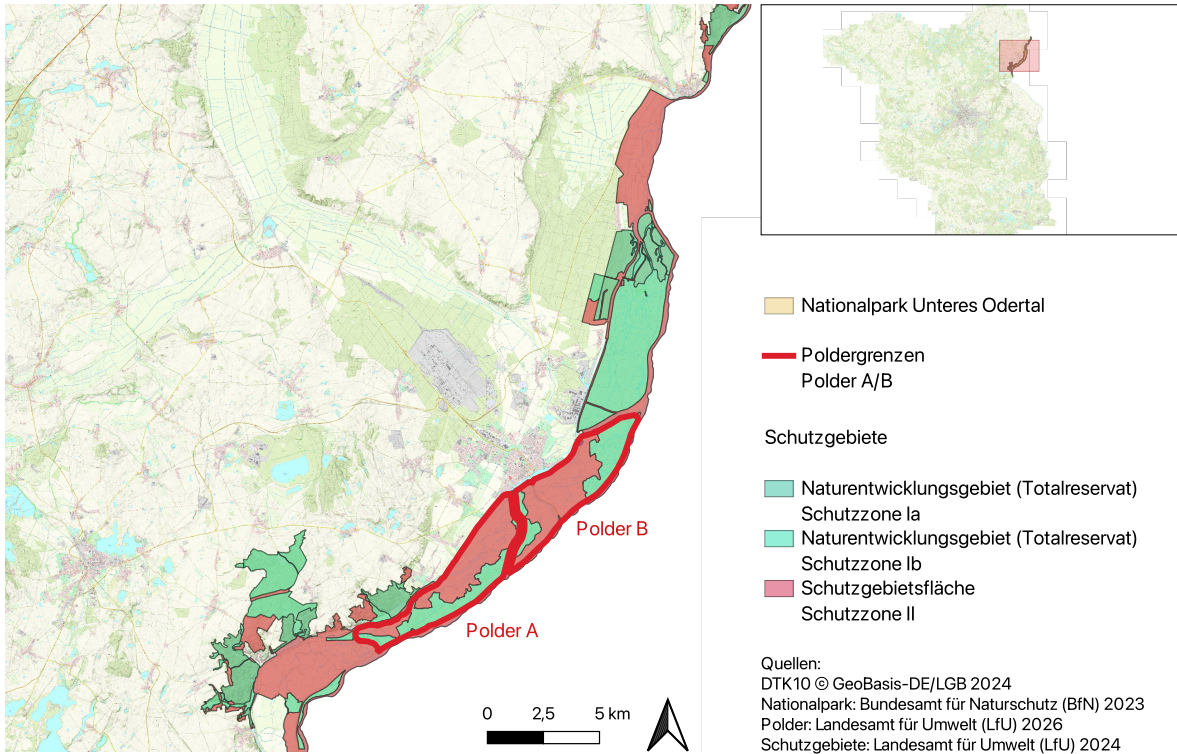 Nationalpark Unteres Odertal
Poldergrenzen
Polder A/B
Schutzgebiete
Naturentwicklungsgebiet (Totalreservat)
Schutzzone Ia
Naturentwicklungsgebiet (Totalreservat)
Schutzzone Ib
Schutzgebietsfläche
Schutzzone II
Polder B
Polder A
0 2,5 5 km
Quellen:
DTK10 © GeoBasis-DE/LGB 2024
Nationalpark: Bundesamt für Naturschutz (BfN) 2023
Polder: Landesamt für Umwelt (LfU) 2026
Schutzgebiete: Landesamt für Umwelt (LfU) 2024